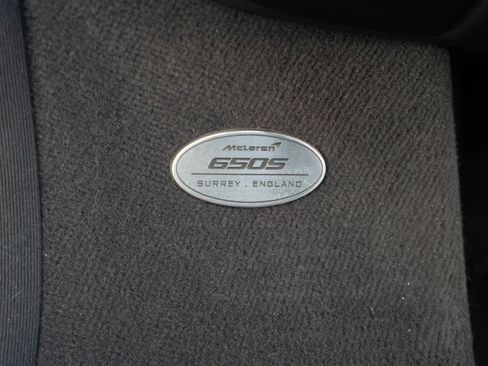 McLaren
650S
SURREY . ENGLAND